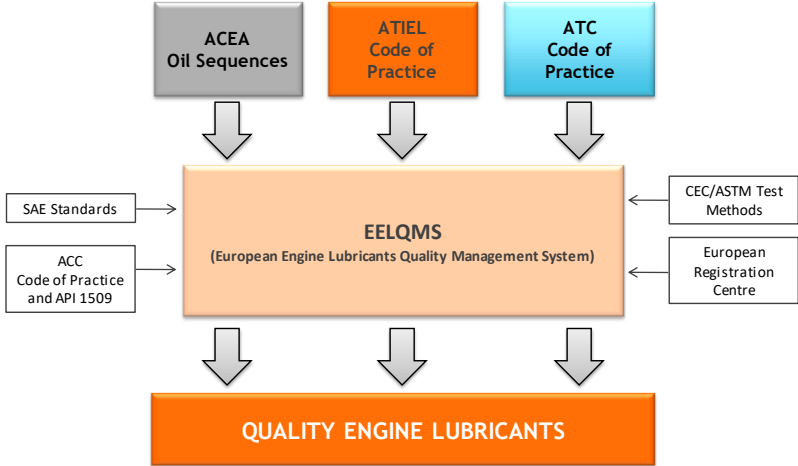 ACEA
Oil Sequences
ATIEL
Code of
Practice
ATC
Code of
Practice
SAE Standards
ACC
Code of Practice
and API 1509
EELQMS
(European Engine Lubricants Quality Management System)
CEC/ASTM Test
Methods
European
Registration
Centre
QUALITY ENGINE LUBRICANTS